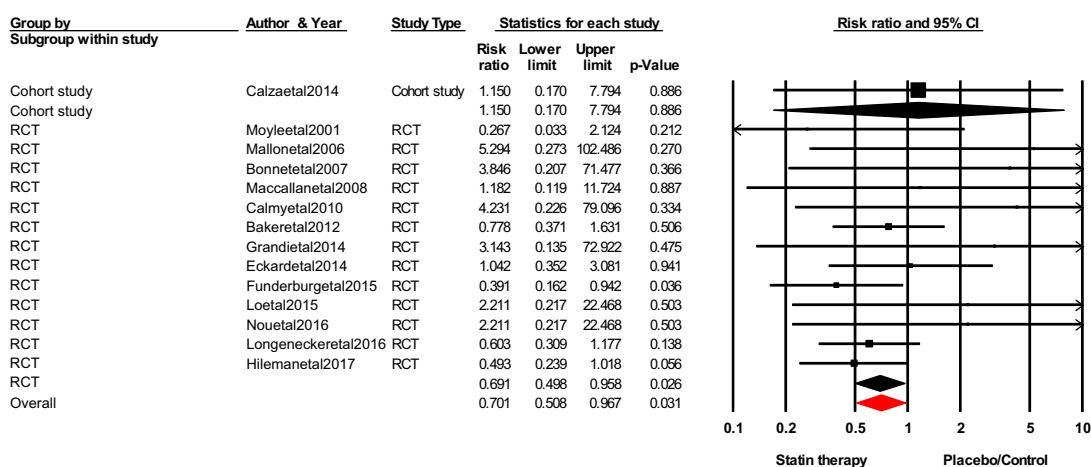 Group by Author & Year Study Type Statistics for each study Risk ratio and 95% CI
Subgroup within study
Risk Lower Upper
ratio limit limit p-Value
Cohort study Calzaetal2014 Cohort study 1.150 0.170 7.794 0.886
Cohort study 1.150 0.170 7.794 0.886
RCT Moyleetal2001 RCT 0.267 0.033 2.124 0.212
RCT Mallonetal2006 RCT 5.294 0.273 102.486 0.270
RCT Bonnetetal2007 RCT 3.846 0.207 71.477 0.366
RCT Maccallanetal2008 RCT 1.182 0.119 11.724 0.887
RCT Calmyetal2010 RCT 4.231 0.226 79.096 0.334
RCT Bakeretal2012 RCT 0.778 0.371 1.631 0.506
RCT Grandietal2014 RCT 3.143 0.135 72.922 0.475
RCT Eckardetal2014 RCT 1.042 0.352 3.081 0.941
RCT Funderburgetal2015 RCT 0.391 0.162 0.942 0.036
RCT Loetal2015 RCT 2.211 0.217 22.468 0.503
RCT Nouetal2016 RCT 2.211 0.217 22.468 0.503
RCT Longeneckeretal2016 RCT 0.603 0.309 1.177 0.138
RCT Hilemanetal2017 RCT 0.493 0.239 1.018 0.056
RCT 0.691 0.498 0.958 0.026
Overall 0.701 0.508 0.967 0.031
0.1 0.2 0.5 1 2 5 10
Statin therapy Placebo/Control